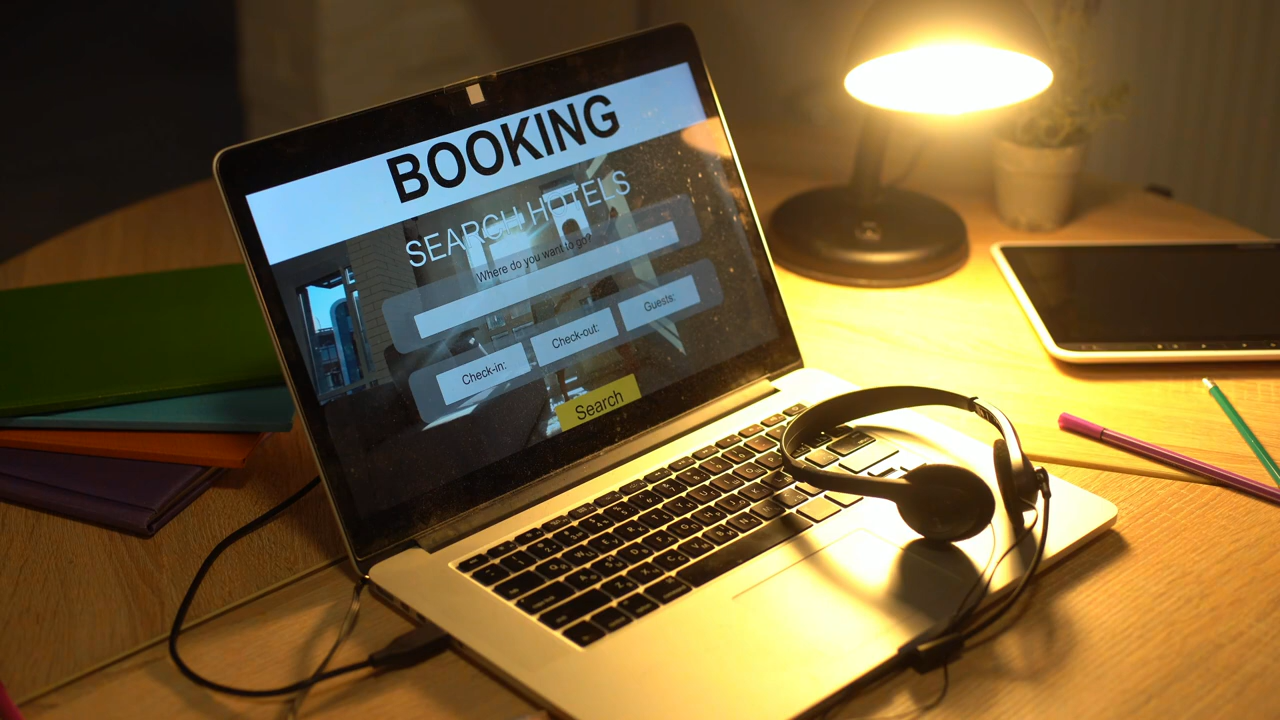 BOOKING
SEARCH HOTELS
Where do you want to go?
Check-in:
Check-out:
Guests:
Search